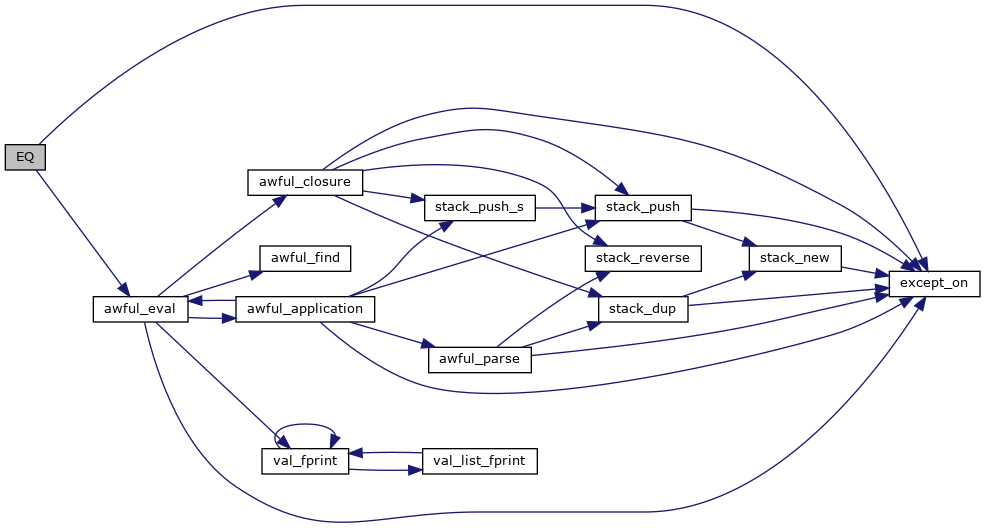 EQ
awful_closure
stack_push_s
stack_push
awful_find
stack_reverse
stack_new
except_on
awful_eval
awful_application
stack_dup
awful_parse
val_fprint
val_list_fprint